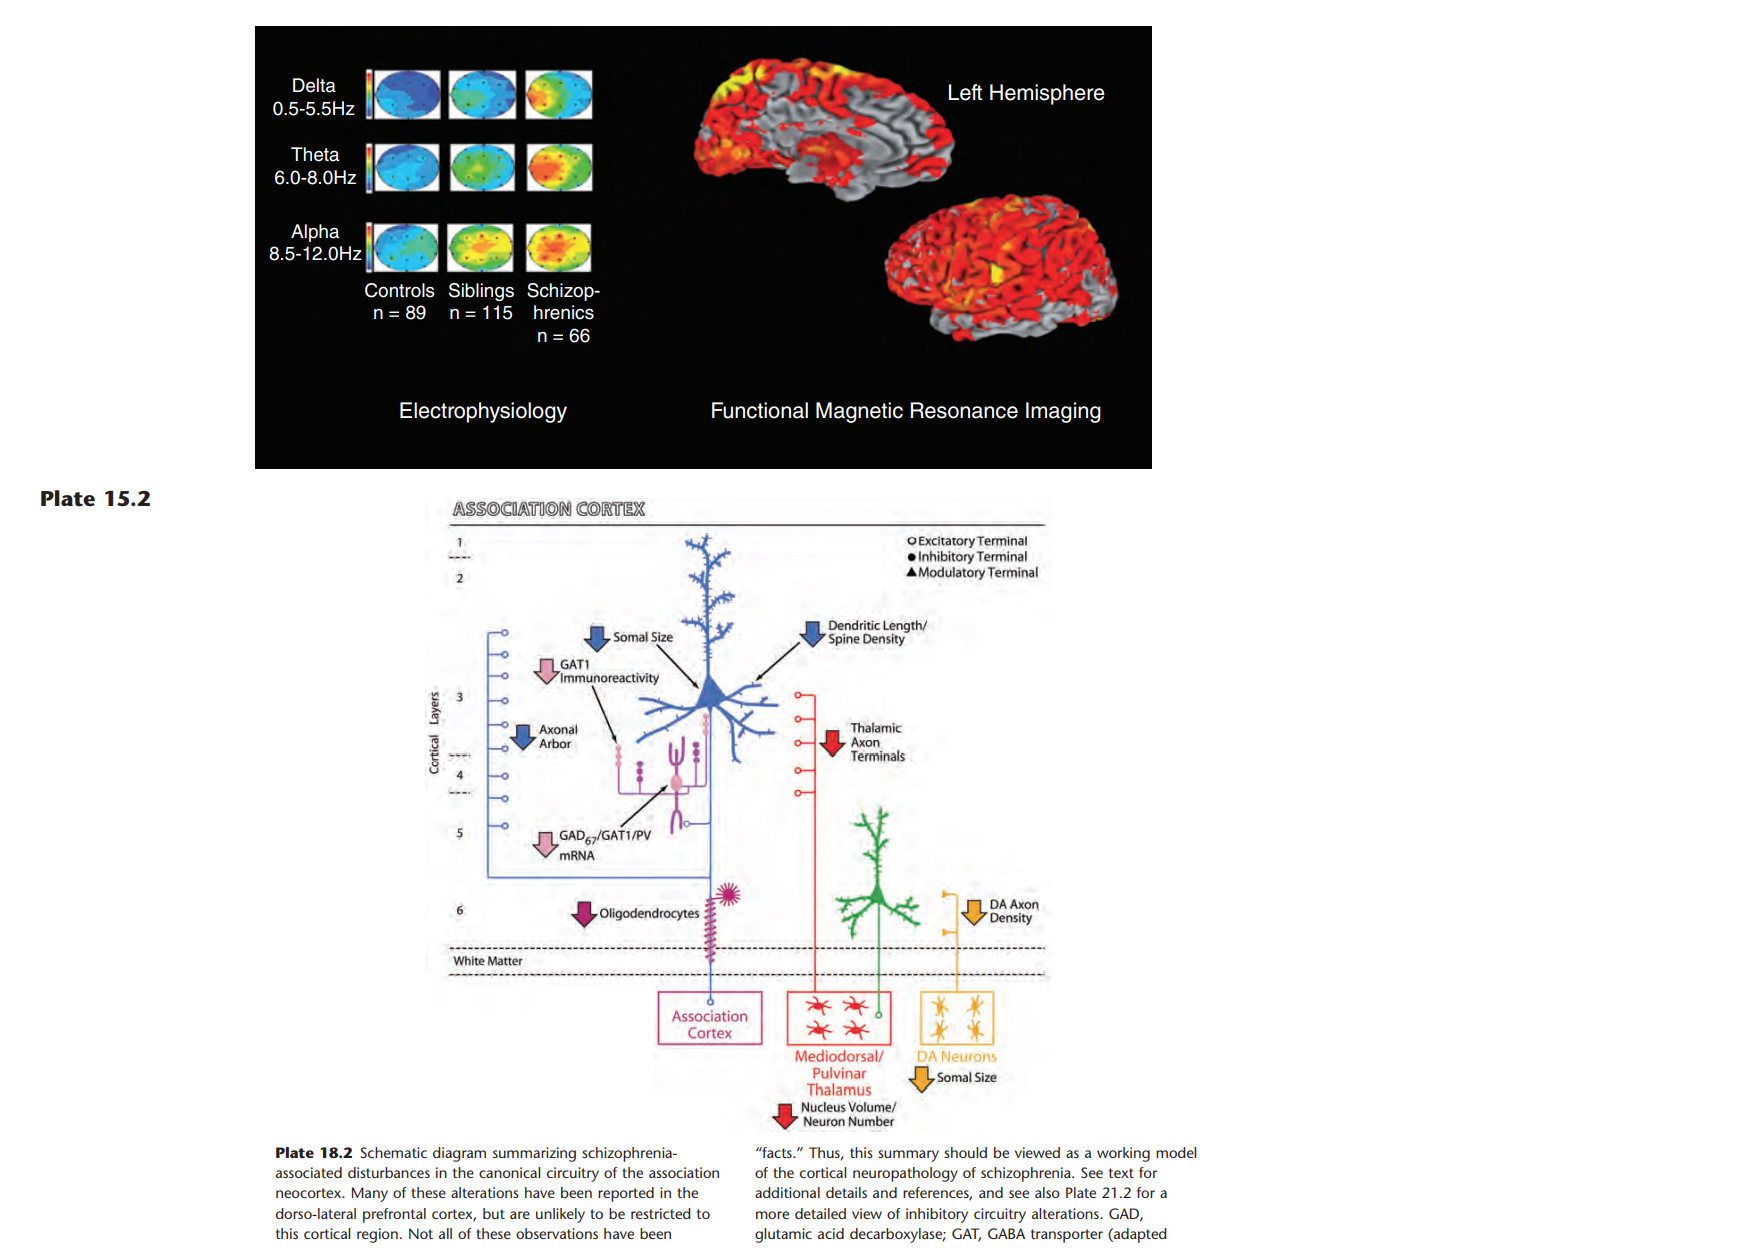 Delta
0.5-5.5Hz
Theta
6.0-8.0Hz
Alpha
8.5-12.0Hz
Controls
n = 89
Siblings
n = 115
Schizop-
hrenics
n = 66
Left Hemisphere
Electrophysiology
Functional Magnetic Resonance Imaging
Plate 15.2
ASSOCIATION CORTEX
Excitatory Terminal
Inhibitory Terminal
Modulatory Terminal
Cortical Layers
1
2
3
4
5
6
Somal Size
Dendritic Length/
Spine Density
GAT1
Immunoreactivity
Axonal
Arbor
Thalamic
Axon
Terminals
GAD67/GAT1/PV
mRNA
Oligodendrocytes
DA Axon
Density
White Matter
Association
Cortex
Mediodorsal/
Pulvinar
Thalamus
Nucleus Volume/
Neuron Number
DA Neurons
Somal Size
Plate 18.2 Schematic diagram summarizing schizophrenia-
associated disturbances in the canonical circuitry of the association
neocortex. Many of these alterations have been reported in the
dorso-lateral prefrontal cortex, but are unlikely to be restricted to
this cortical region. Not all of these observations have been
“facts.” Thus, this summary should be viewed as a working model
of the cortical neuropathology of schizophrenia. See text for
additional details and references, and see also Plate 21.2 for a
more detailed view of inhibitory circuitry alterations. GAD,
glutamic acid decarboxylase; GAT, GABA transporter (adapted